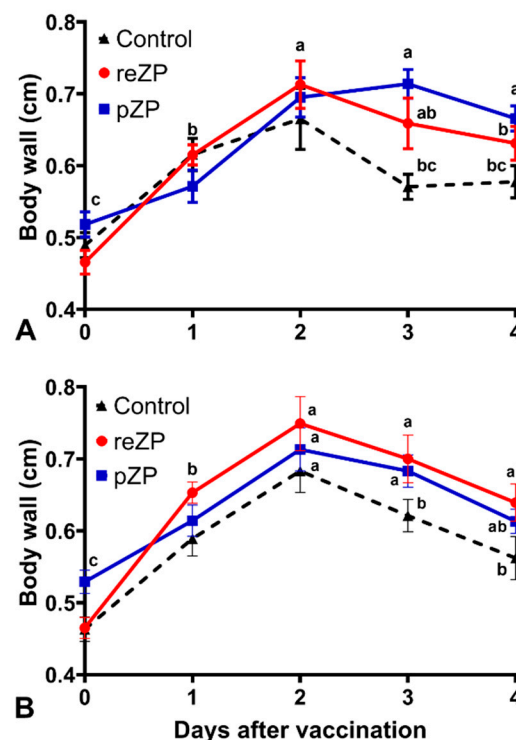 0.8
Control
reZP
pZP
0.7
0.6
0.5
0.4
Body wall (cm)
c
b
a
a
ab
bc
a
b
bc
A
0 1 2 3 4
0.8
Control
reZP
pZP
0.7
0.6
0.5
0.4
Body wall (cm)
c
b
a
a
a
a
a
b
a
ab
b
B
0 1 2 3 4
Days after vaccination